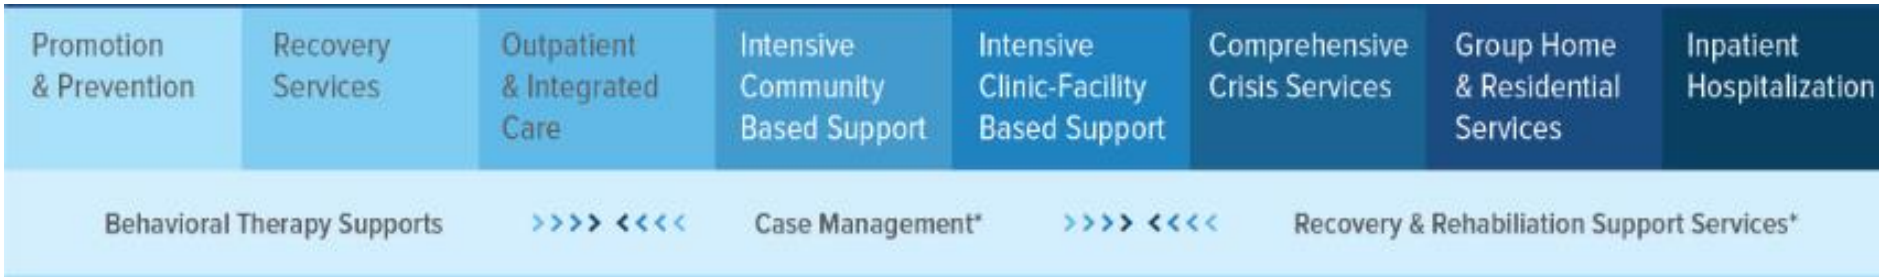 Promotion
& Prevention
Recovery
Services
Outpatient
& Integrated
Care
Intensive
Community
Based Support
Intensive
Clinic-Facility
Based Support
Comprehensive
Crisis Services
Group Home
& Residential
Services
Inpatient
Hospitalization
Behavioral Therapy Supports >>>> <<<< Case Management* >>>> <<<< Recovery & Rehabiliation Support Services*